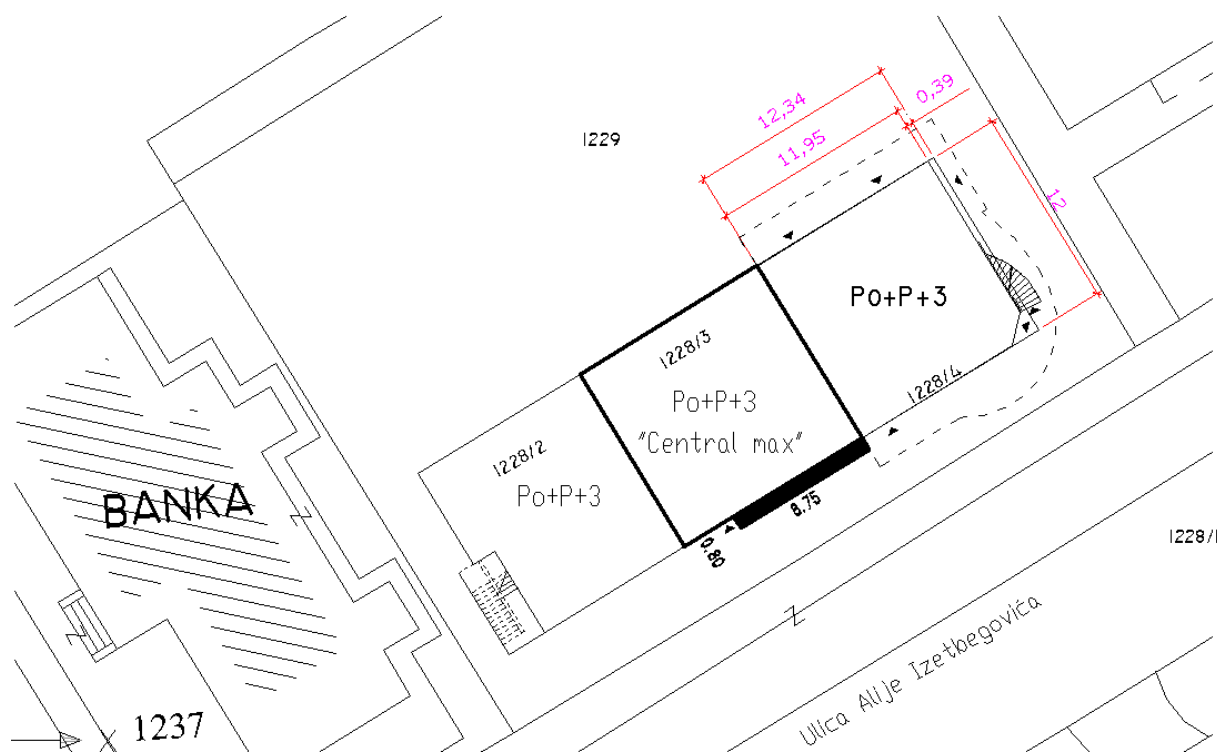 12,34
0,39
11,95
1229
12
Po+P+3
1228/3
1228/4
Po+P+3
"Central max"
1228/2
Po+P+3
BANKA
N
8.75
0.80
1228/1
Z
Ulica Alije Izetbegovića
N
1237